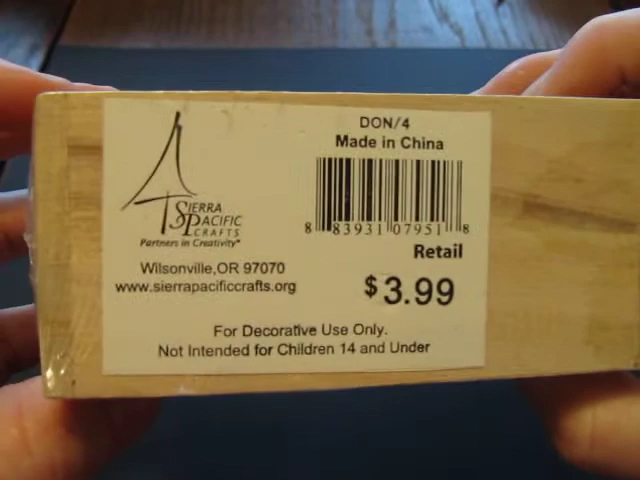 SIERRA
PACIFIC
CRAFTS
Partners in Creativity®
Wilsonville,OR 97070
www.sierrapacificcrafts.org
DON/4
Made in China
8 83931 07951 8
Retail
$3.99
For Decorative Use Only.
Not Intended for Children 14 and Under